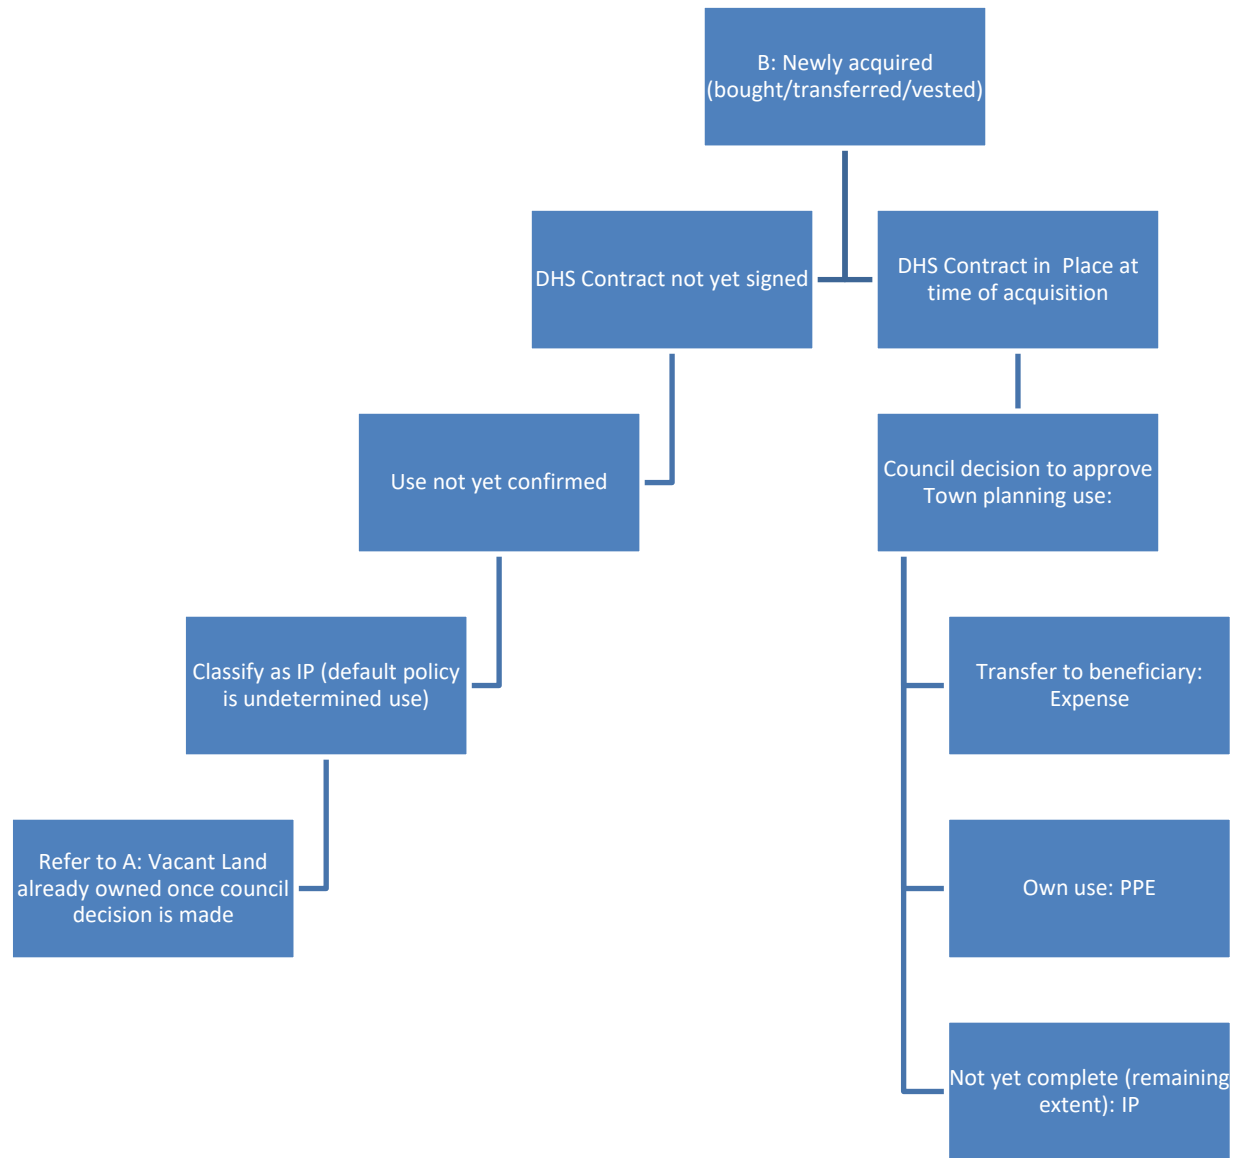 B: Newly acquired
(bought/transferred/vested)
DHS Contract not yet signed
DHS Contract in  Place at
time of acquisition
Use not yet confirmed
Council decision to approve
Town planning use:
Classify as IP (default policy
is undetermined use)
Transfer to beneficiary:
Expense
Refer to A: Vacant Land
already owned once council
decision is made
Own use: PPE
Not yet complete (remaining
extent): IP